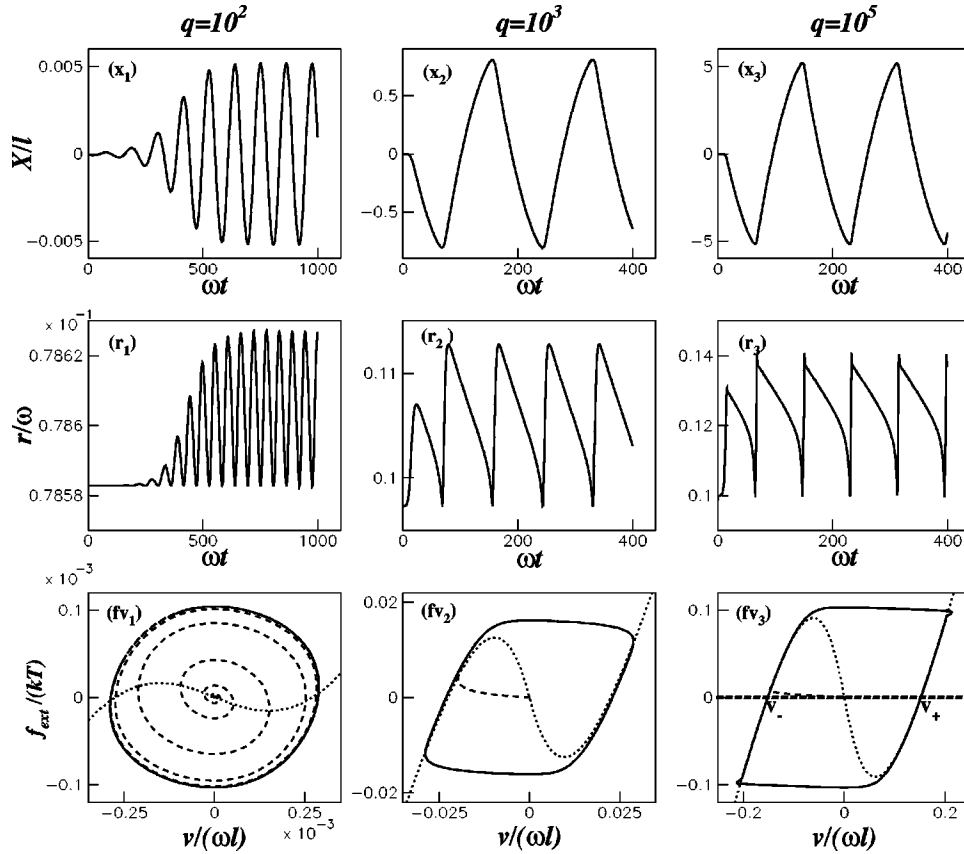 q=10² q=10³ q=10⁵
X/l
0.005
0
−0.005
(x₁)
0 500 1000
ωt
0.5
0
−0.5
(x₂)
0 200 400
ωt
5
0
−5
(x₃)
0 200 400
ωt
× 10⁻¹
r/ω
0.7862
0.786
0.7858
(r₁)
0 500 1000
ωt
0.11
0.1
(r₂)
0 200 400
ωt
0.14
0.12
0.1
(r₃)
0 200 400
ωt
× 10⁻³
f_ext/(kT)
0.1
0
−0.1
(fv₁)
−0.25 0 0.25
× 10⁻³
v/(ωl)
0.02
0
−0.02
(fv₂)
−0.025 0 0.025
v/(ωl)
0.1
0
−0.1
(fv₃)
v₋ v₊
−0.2 0 0.2
v/(ωl)